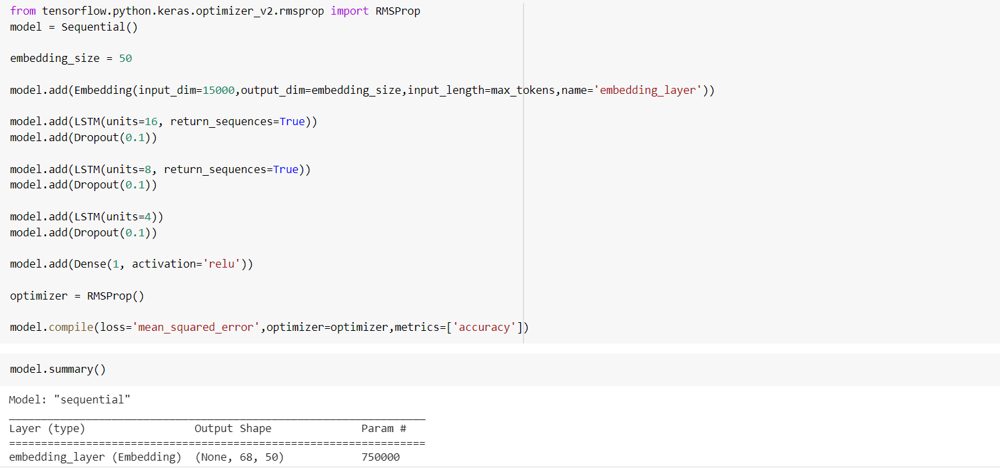 from tensorflow.python.keras.optimizer_v2.rmsprop import RMSProp
model = Sequential()
embedding_size = 50
model.add(Embedding(input_dim=15000,output_dim=embedding_size,input_length=max_tokens,name='embedding_layer'))
model.add(LSTM(units=16, return_sequences=True))
model.add(Dropout(0.1))
model.add(LSTM(units=8, return_sequences=True))
model.add(Dropout(0.1))
model.add(LSTM(units=4))
model.add(Dropout(0.1))
model.add(Dense(1, activation='relu'))
optimizer = RMSProp()
model.compile(loss='mean_squared_error',optimizer=optimizer,metrics=['accuracy'])
model.summary()
Model: "sequential"
_________________________________________________________________
Layer (type)                 Output Shape              Param #
=================================================================
embedding_layer (Embedding)  (None, 68, 50)            750000